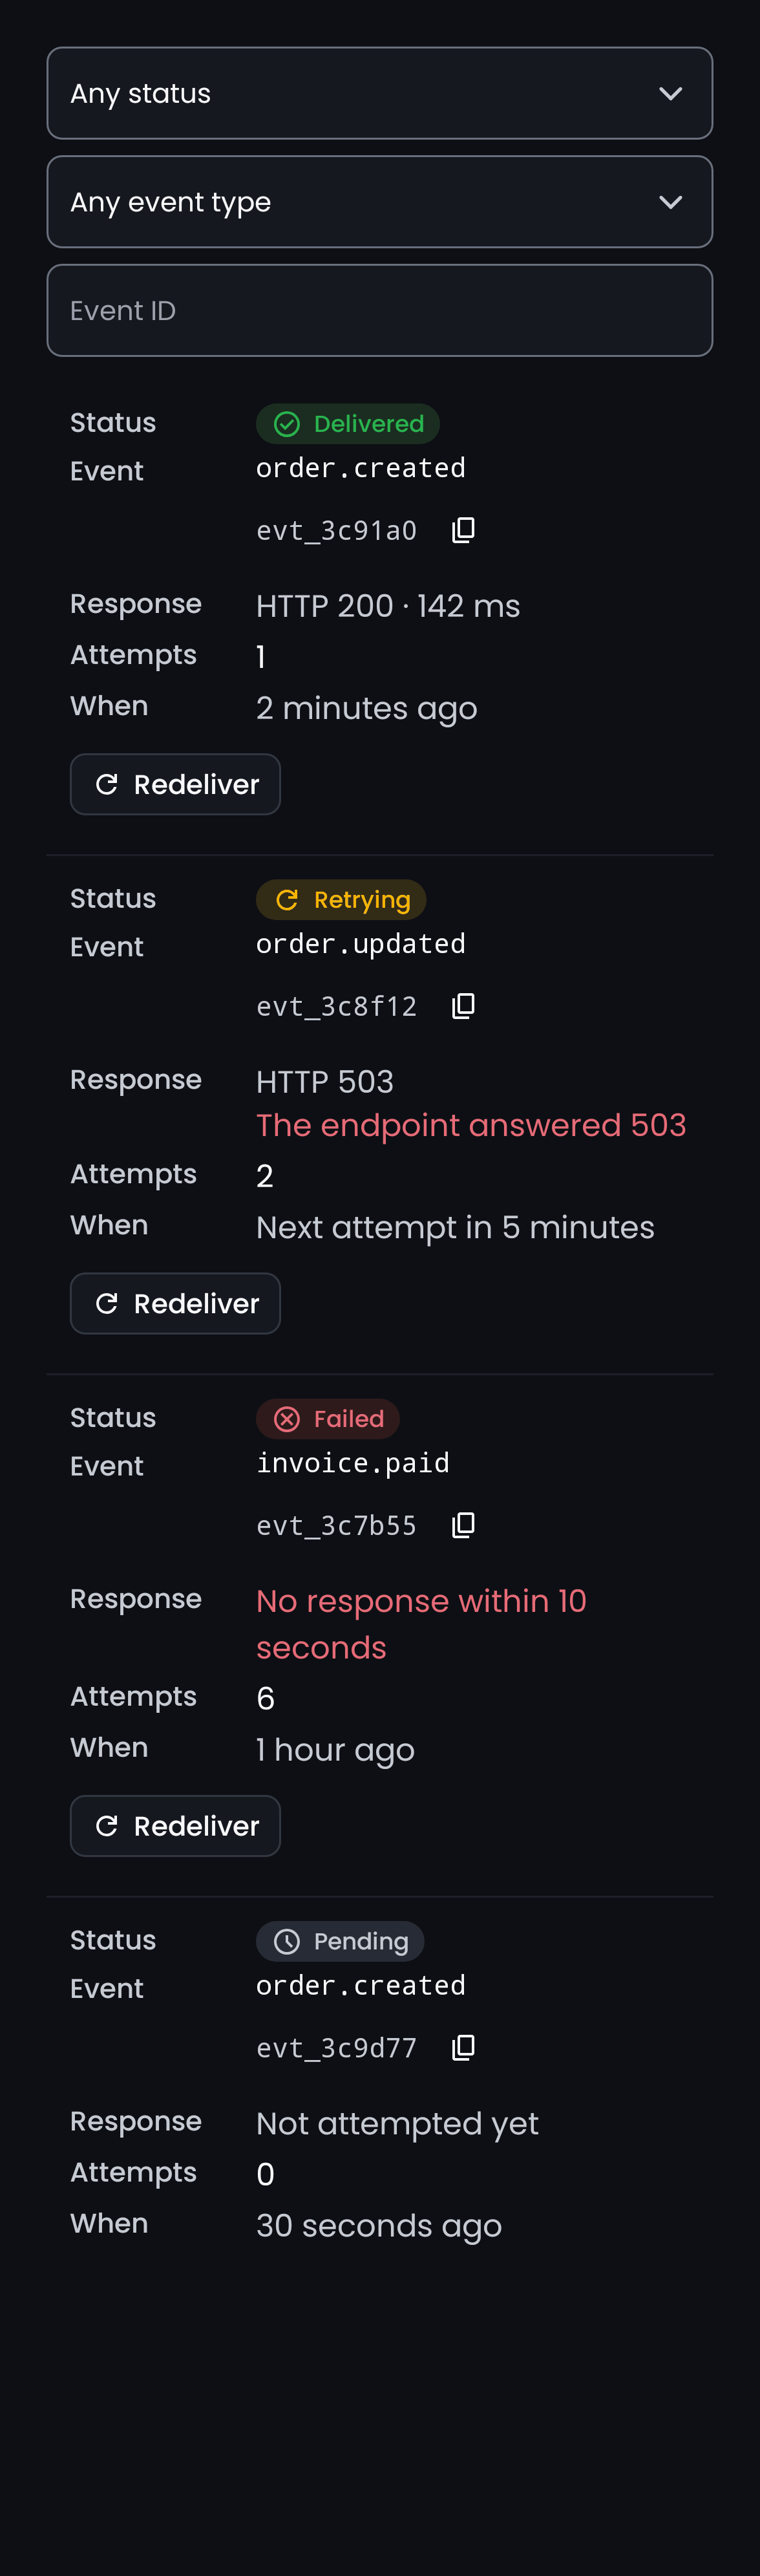 Any status
Any event type
Event ID
Status Delivered
Event order.created
evt_3c91a0
Response HTTP 200 · 142 ms
Attempts 1
When 2 minutes ago
Redeliver
Status Retrying
Event order.updated
evt_3c8f12
Response HTTP 503
The endpoint answered 503
Attempts 2
When Next attempt in 5 minutes
Redeliver
Status Failed
Event invoice.paid
evt_3c7b55
Response No response within 10
seconds
Attempts 6
When 1 hour ago
Redeliver
Status Pending
Event order.created
evt_3c9d77
Response Not attempted yet
Attempts 0
When 30 seconds ago